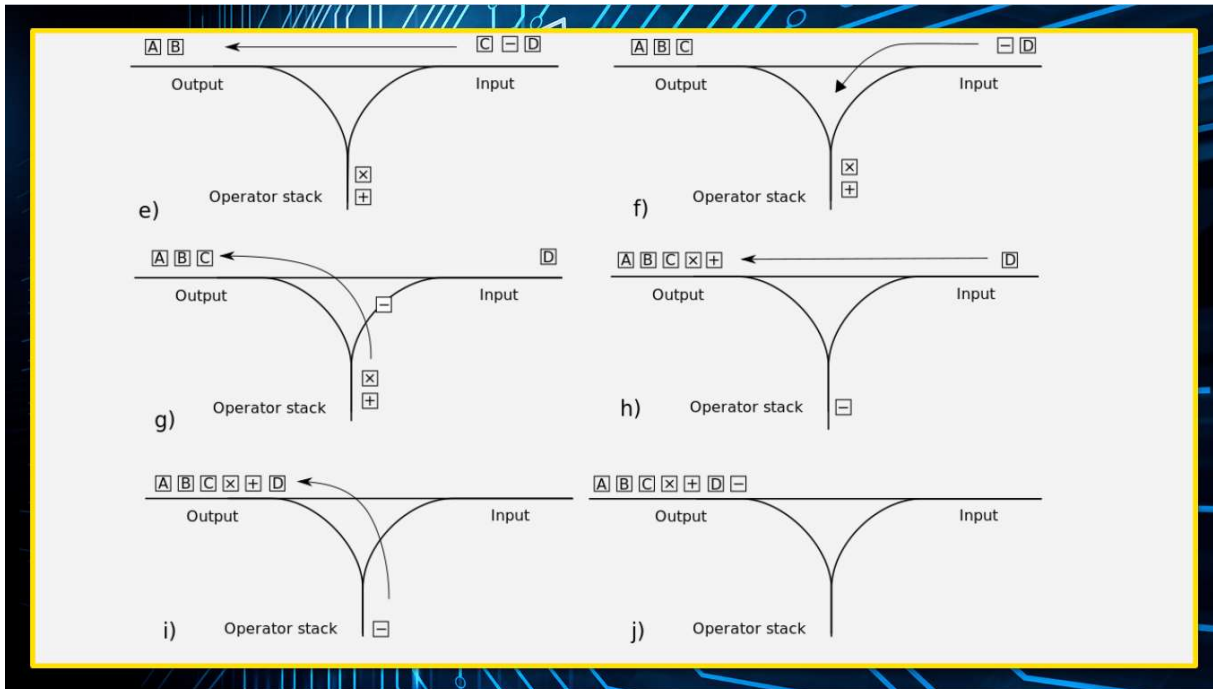 A B C − D
Output Input
× 
+
Operator stack
e)
A B C − D
Output Input
×
+
Operator stack
f)
A B C D
Output Input
−
×
+
Operator stack
g)
A B C × + D
Output Input
Operator stack −
h)
A B C × + D
Output Input
Operator stack −
i)
A B C × + D −
Output Input
Operator stack
j)